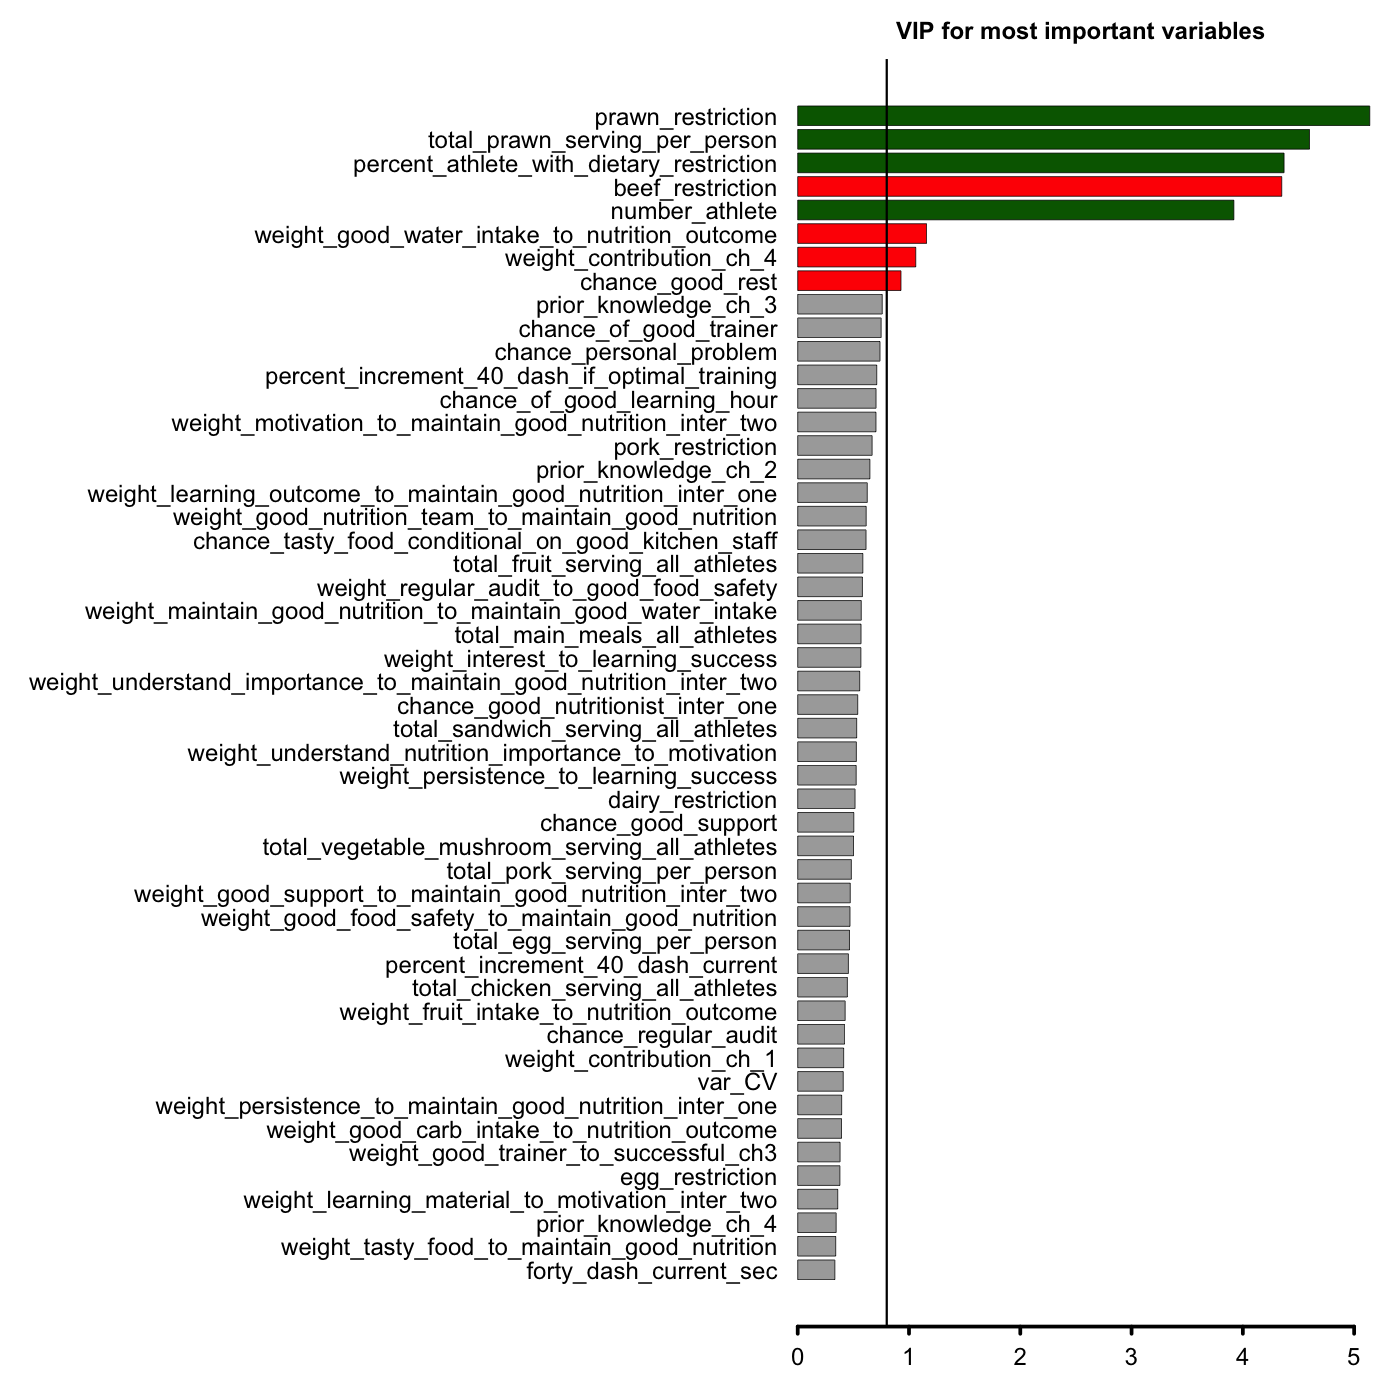 VIP for most important variables
prawn_restriction
total_prawn_serving_per_person
percent_athlete_with_dietary_restriction
beef_restriction
number_athlete
weight_good_water_intake_to_nutrition_outcome
weight_contribution_ch_4
chance_good_rest
prior_knowledge_ch_3
chance_of_good_trainer
chance_personal_problem
percent_increment_40_dash_if_optimal_training
chance_of_good_learning_hour
weight_motivation_to_maintain_good_nutrition_inter_two
pork_restriction
prior_knowledge_ch_2
weight_learning_outcome_to_maintain_good_nutrition_inter_one
weight_good_nutrition_team_to_maintain_good_nutrition
chance_tasty_food_conditional_on_good_kitchen_staff
total_fruit_serving_all_athletes
weight_regular_audit_to_good_food_safety
weight_maintain_good_nutrition_to_maintain_good_water_intake
total_main_meals_all_athletes
weight_interest_to_learning_success
weight_understand_importance_to_maintain_good_nutrition_inter_two
chance_good_nutritionist_inter_one
total_sandwich_serving_all_athletes
weight_understand_nutrition_importance_to_motivation
weight_persistence_to_learning_success
dairy_restriction
chance_good_support
total_vegetable_mushroom_serving_all_athletes
total_pork_serving_per_person
weight_good_support_to_maintain_good_nutrition_inter_two
weight_good_food_safety_to_maintain_good_nutrition
total_egg_serving_per_person
percent_increment_40_dash_current
total_chicken_serving_all_athletes
weight_fruit_intake_to_nutrition_outcome
chance_regular_audit
weight_contribution_ch_1
var_CV
weight_persistence_to_maintain_good_nutrition_inter_one
weight_good_carb_intake_to_nutrition_outcome
weight_good_trainer_to_successful_ch3
egg_restriction
weight_learning_material_to_motivation_inter_two
prior_knowledge_ch_4
weight_tasty_food_to_maintain_good_nutrition
forty_dash_current_sec
0 1 2 3 4 5